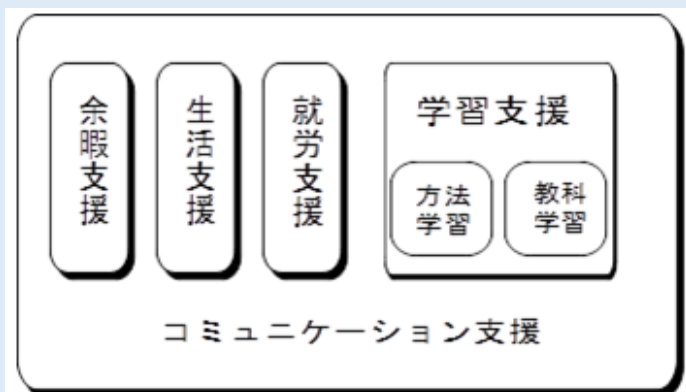 余暇支援
生活支援
就労支援
学習支援
方法
学習
教科
学習
コミュニケーション支援